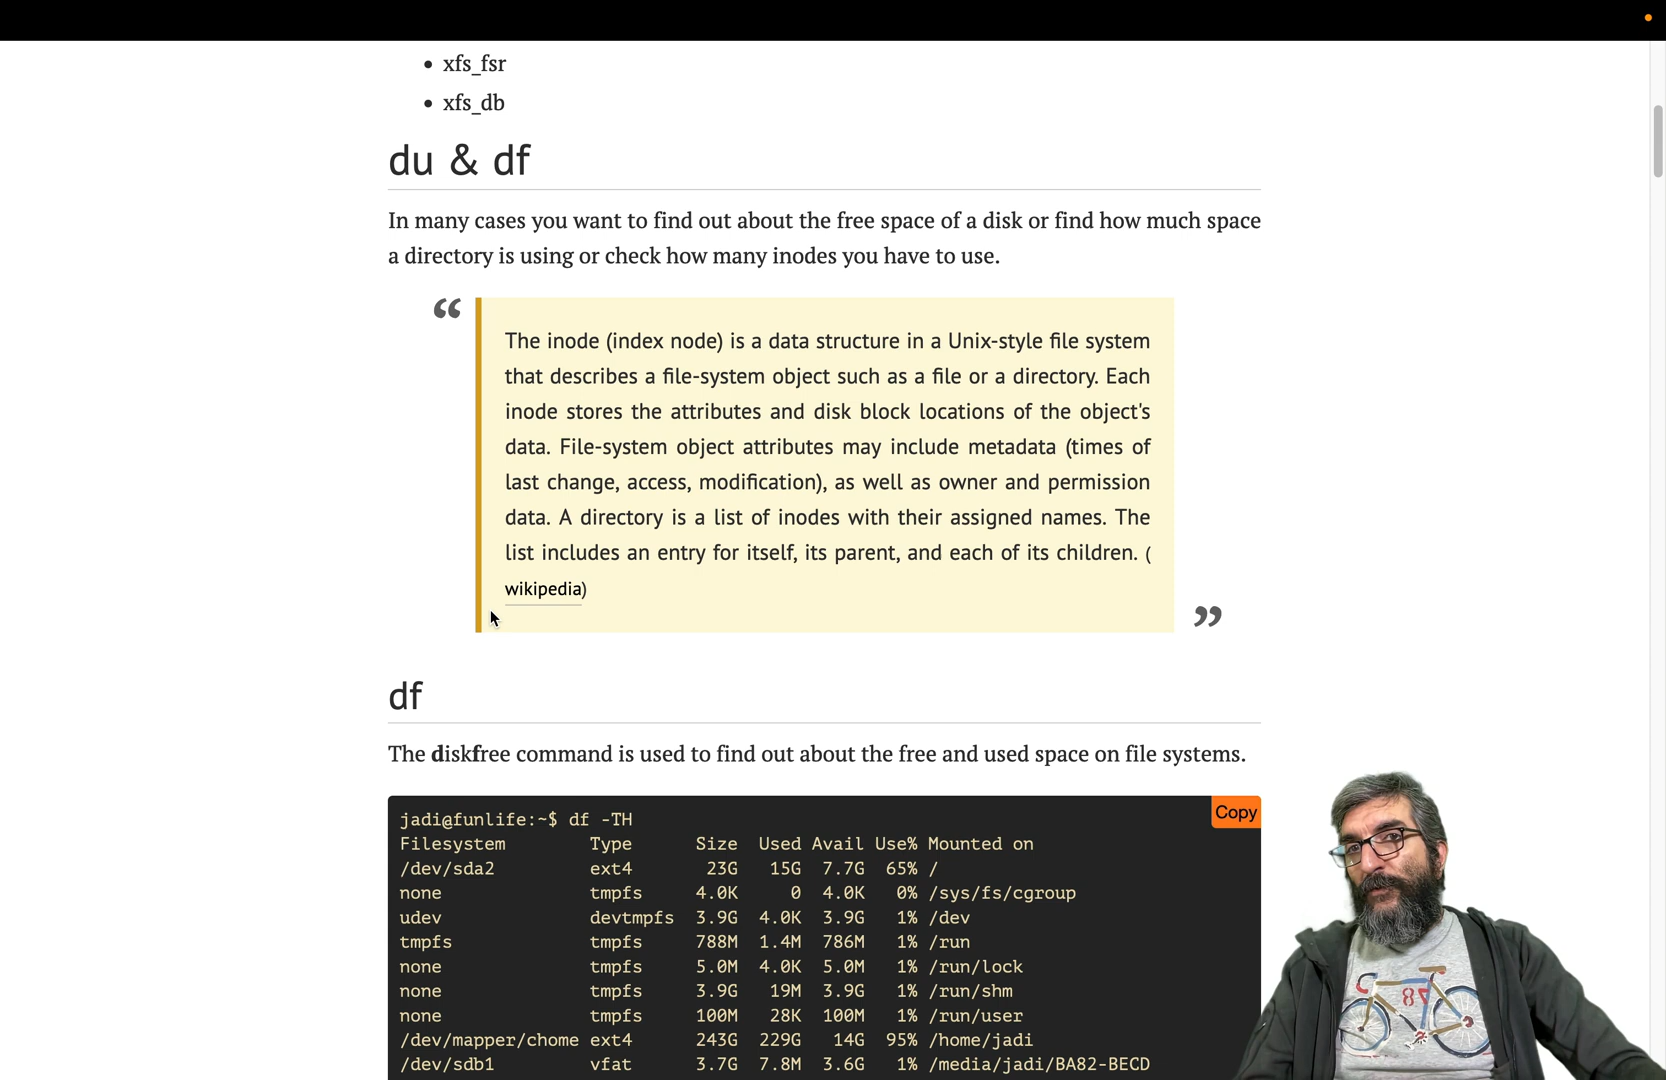 • xfs_fsr
• xfs_db
du & df
In many cases you want to find out about the free space of a disk or find how much space
a directory is using or check how many inodes you have to use.
“
The inode (index node) is a data structure in a Unix-style file system
that describes a file-system object such as a file or a directory. Each
inode stores the attributes and disk block locations of the object's
data. File-system object attributes may include metadata (times of
last change, access, modification), as well as owner and permission
data. A directory is a list of inodes with their assigned names. The
list includes an entry for itself, its parent, and each of its children. (
wikipedia)
”
df
The diskfree command is used to find out about the free and used space on file systems.
Copy
jadi@funlife:~$ df -TH
Filesystem Type Size Used Avail Use% Mounted on
/dev/sda2 ext4 23G 15G 7.7G 65% /
none tmpfs 4.0K 0 4.0K 0% /sys/fs/cgroup
udev devtmpfs 3.9G 4.0K 3.9G 1% /dev
tmpfs tmpfs 788M 1.4M 786M 1% /run
none tmpfs 5.0M 4.0K 5.0M 1% /run/lock
none tmpfs 3.9G 19M 3.9G 1% /run/shm
none tmpfs 100M 28K 100M 1% /run/user
/dev/mapper/chome ext4 243G 229G 14G 95% /home/jadi
/dev/sdb1 vfat 3.7G 7.8M 3.6G 1% /media/jadi/BA82-BECD
87